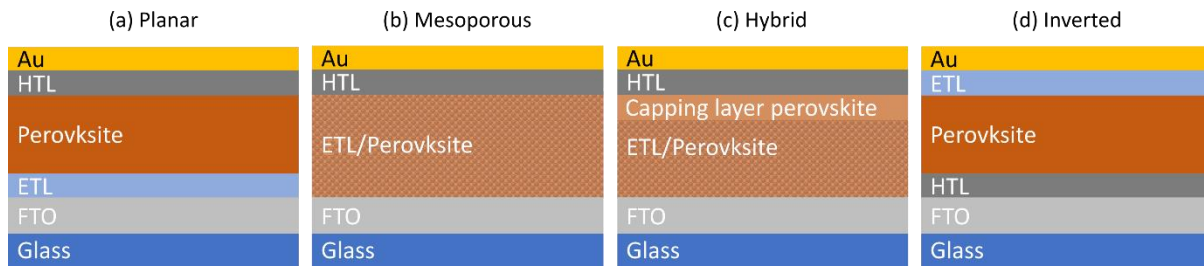 (a) Planar
Au
HTL
Perovksite
ETL
FTO
Glass
(b) Mesoporous
Au
HTL
ETL/Perovksite
FTO
Glass
(c) Hybrid
Au
HTL
Capping layer perovskite
ETL/Perovksite
FTO
Glass
(d) Inverted
Au
ETL
Perovksite
HTL
FTO
Glass